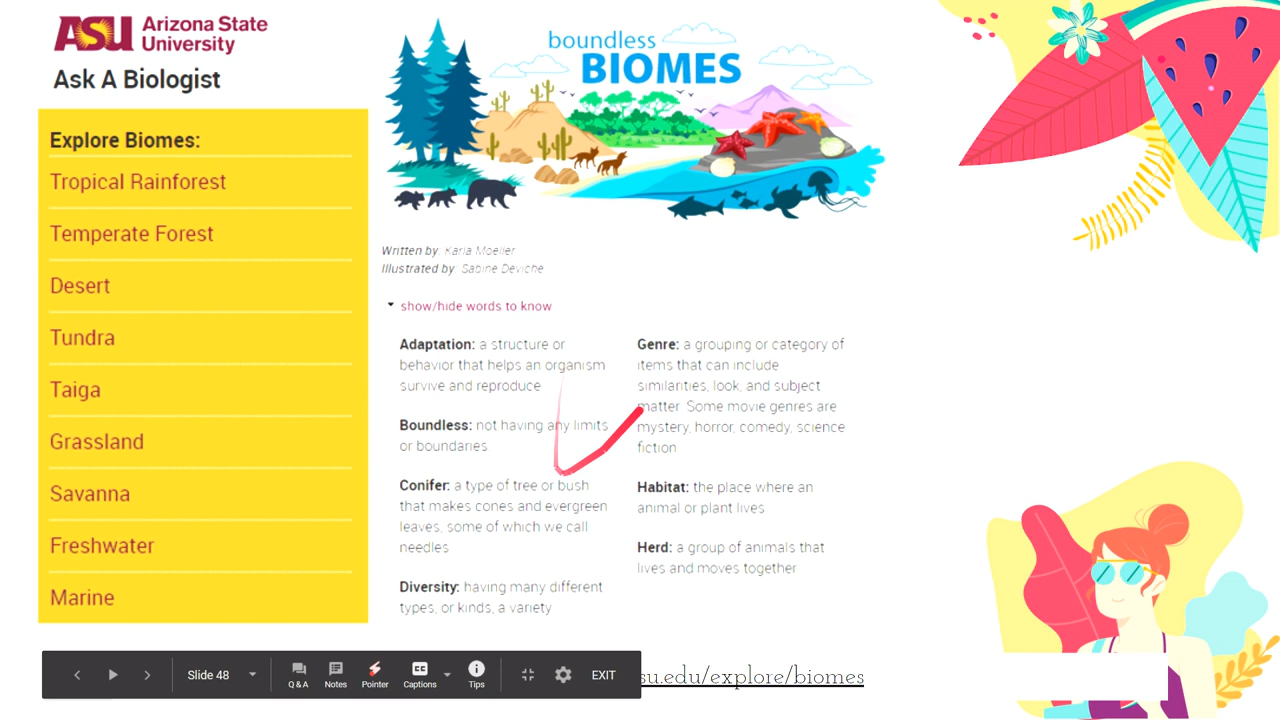 ASU Arizona State
University
Ask A Biologist
Explore Biomes:
Tropical Rainforest
Temperate Forest
Desert
Tundra
Taiga
Grassland
Savanna
Freshwater
Marine
boundless
BIOMES
Written by: Karla Moeller
Illustrated by: Sabine Deviche
show/hide words to know
Adaptation: a structure or
behavior that helps an organism
survive and reproduce
Boundless: not having any limits
or boundaries
Conifer: a type of tree or bush
that makes cones and evergreen
leaves, some of which we call
needles
Diversity: having many different
types, or kinds, a variety
Genre: a grouping or category of
items that can include
similarities, look, and subject
matter. Some movie genres are
mystery, horror, comedy, science
fiction
Habitat: the place where an
animal or plant lives
Herd: a group of animals that
lives and moves together
su.edu/explore/biomes
Slide 48
Q & A
Notes
Pointer
Captions
Tips
EXIT